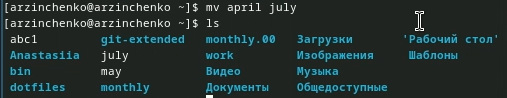 [arzinchenko@arzinchenko ~]$ mv april july
[arzinchenko@arzinchenko ~]$ ls
abc1 git-extended monthly.00 Загрузки 'Рабочий стол'
Anastasiia july work Изображения Шаблоны
bin may Видео Музыка
dotfiles monthly Документы Общедоступные